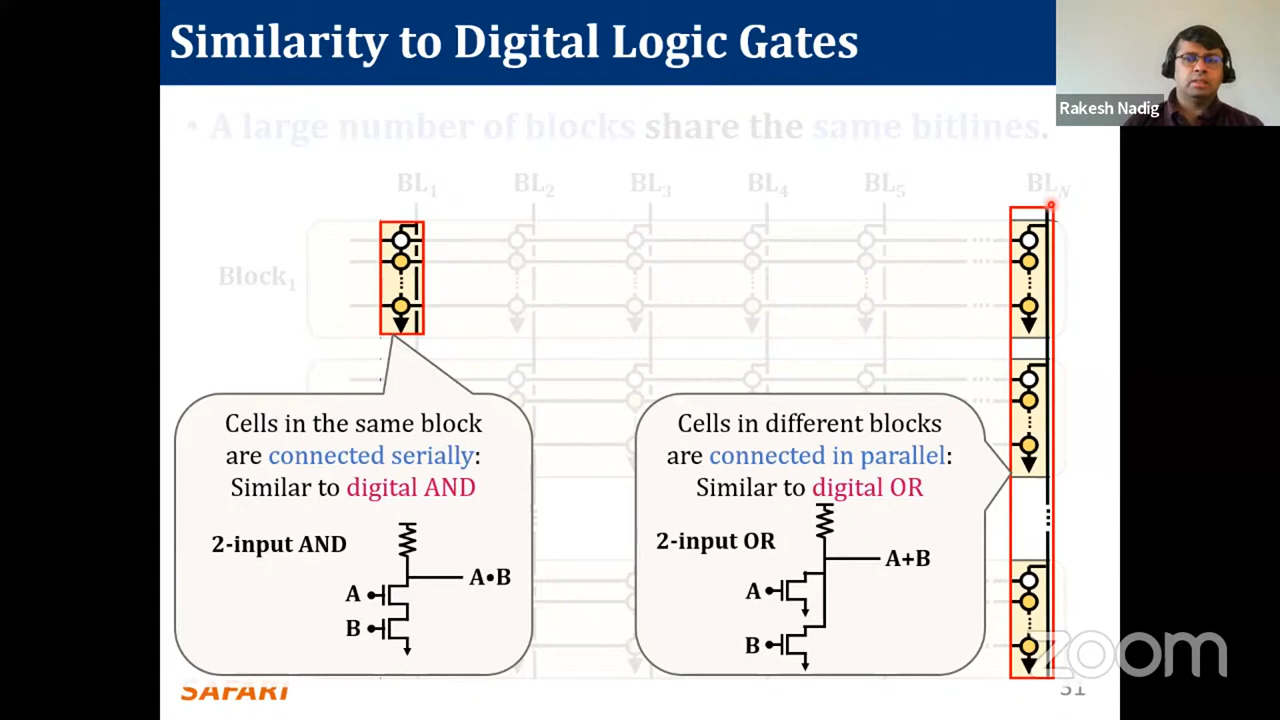 Similarity to Digital Logic Gates
Rakesh Nadig
• A large number of blocks share the same bitlines.
BL1 BL2 BL3 BL4 BL5 BLN
Block1
Cells in the same block
are connected serially:
Similar to digital AND
2-input AND
A•B
A
B
Cells in different blocks
are connected in parallel:
Similar to digital OR
2-input OR
A+B
A
B
SAFARI
zoom
51